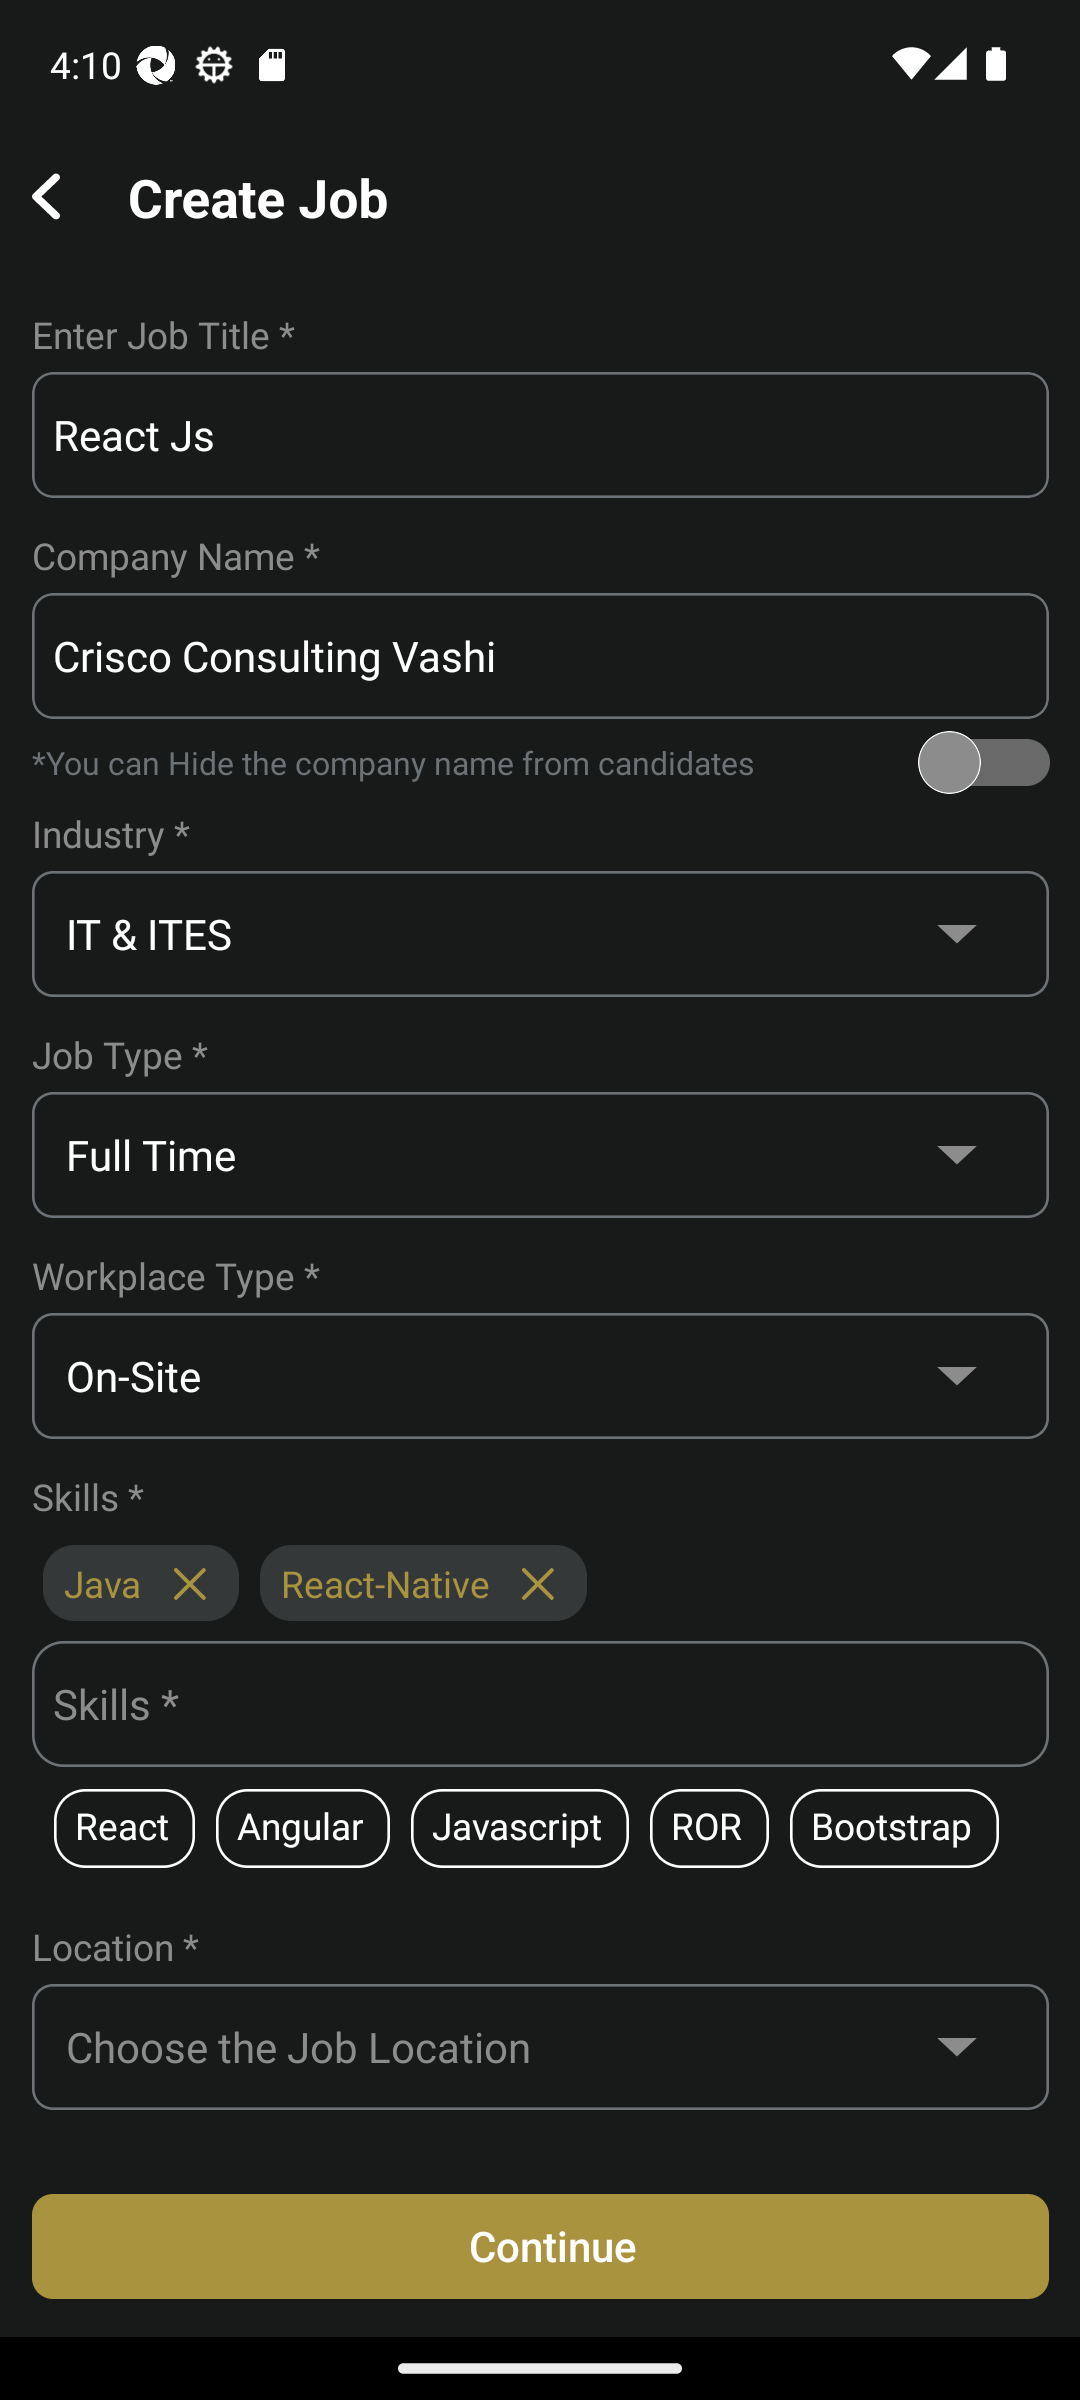 4:10
Create Job
Enter Job Title *
React Js
Company Name *
Crisco Consulting Vashi
*You can Hide the company name from candidates
Industry *
IT & ITES
Job Type *
Full Time
Workplace Type *
On-Site
Skills *
Java React-Native
Skills *
React Angular Javascript ROR Bootstrap
Location *
Choose the Job Location
Continue